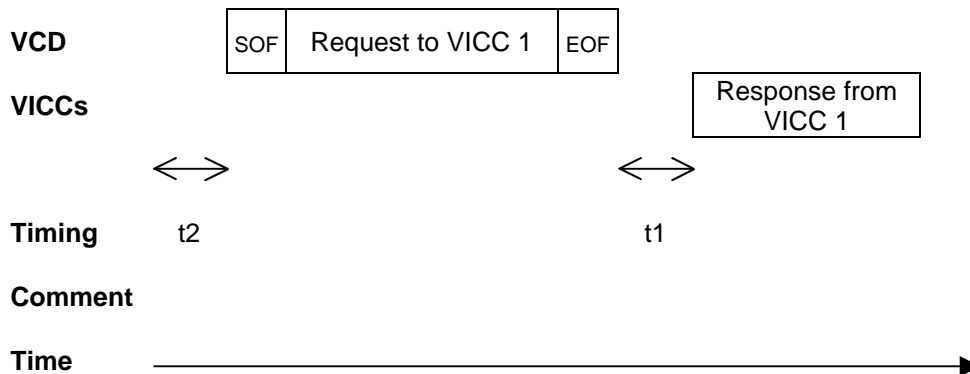 VCD SOF Request to VICC 1 EOF
VICCs Response from
VICC 1
Timing t2 t1
Comment
Time